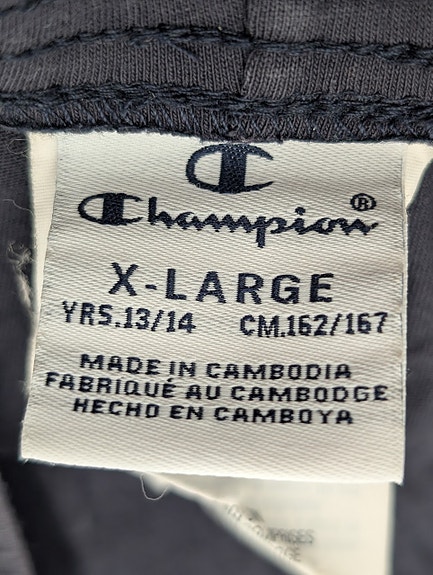 Champion®
X-LARGE
YRS.13/14 CM.162/167
MADE IN CAMBODIA
FABRIQUÉ AU CAMBODGE
HECHO EN CAMBOYA